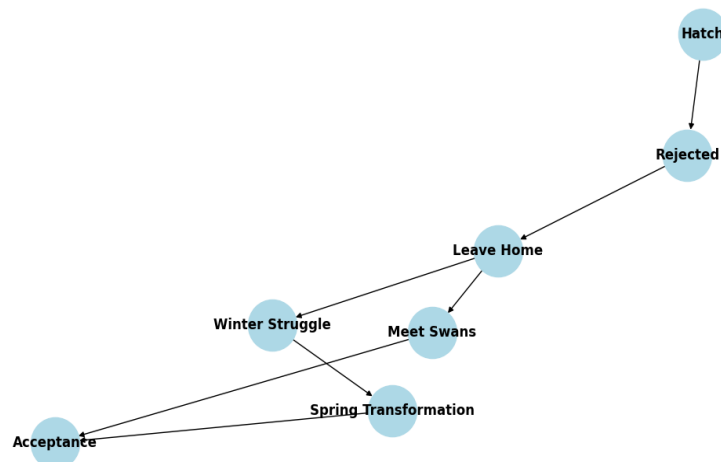 Hatch
Rejected
Leave Home
Winter Struggle
Meet Swans
Spring Transformation
Acceptance